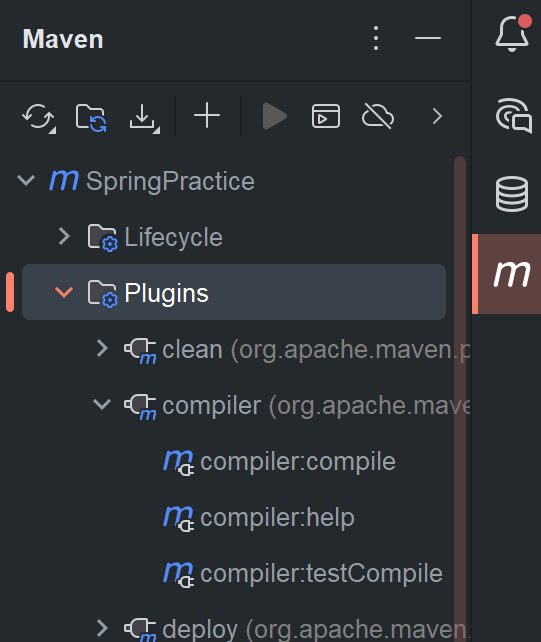 Maven
SpringPractice
Lifecycle
Plugins
clean (org.apache.maven.p
compiler (org.apache.mave
compiler:compile
compiler:help
compiler:testCompile
deploy (org.apache.maven.